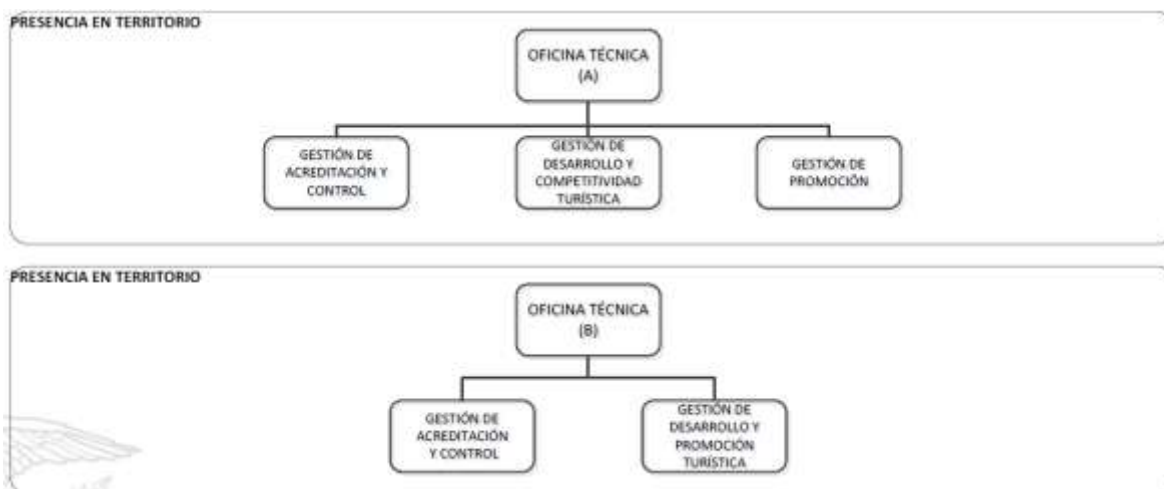 PRESENCIA EN TERRITORIO
OFICINA TÉCNICA
(A)
GESTIÓN DE
ACREDITACIÓN Y
CONTROL
GESTIÓN DE
DESARROLLO Y
COMPETITIVIDAD
TURÍSTICA
GESTIÓN DE
PROMOCIÓN
PRESENCIA EN TERRITORIO
OFICINA TÉCNICA
(B)
GESTIÓN DE
ACREDITACIÓN
Y CONTROL
GESTIÓN DE
DESARROLLO Y
PROMOCIÓN
TURÍSTICA